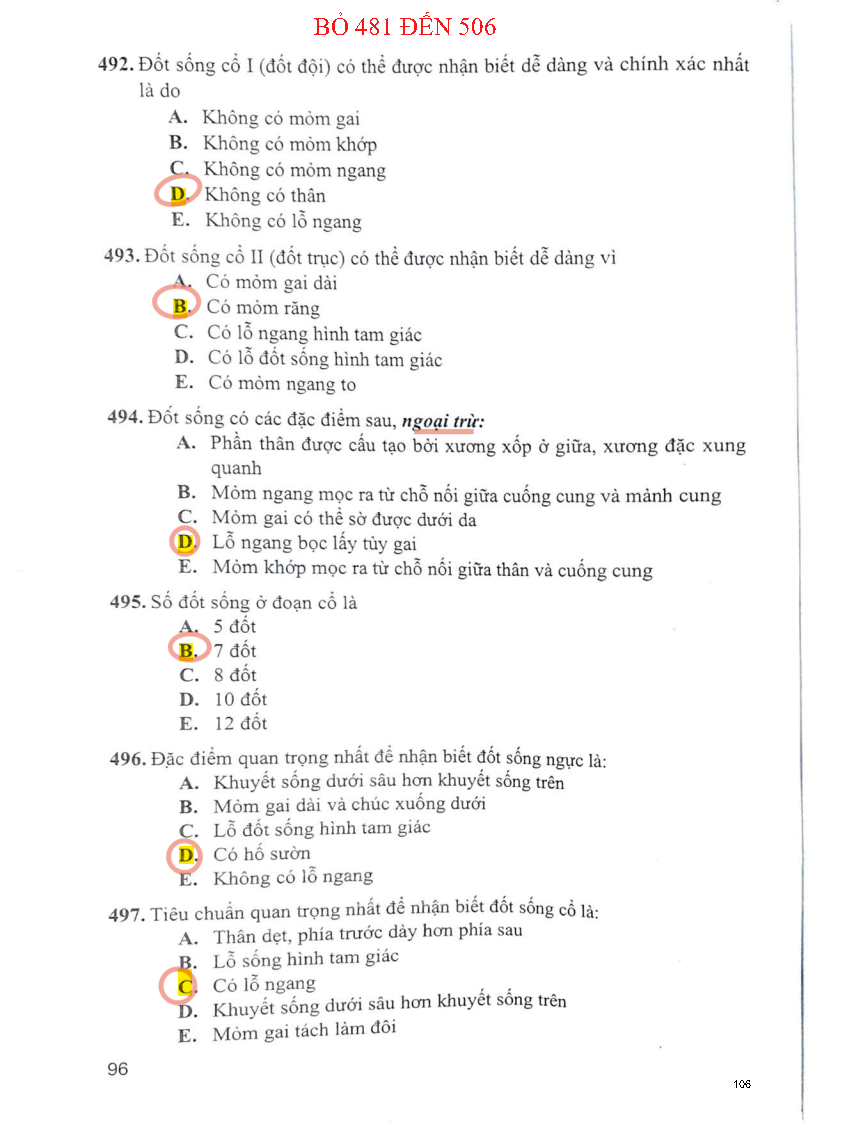 BỎ 481 ĐẾN 506
492. Đốt sống cổ I (đốt đội) có thể được nhận biết dễ dàng và chính xác nhất
là do
A. Không có mỏm gai
B. Không có mỏm khớp
C. Không có mỏm ngang
D. Không có thân
E. Không có lỗ ngang
493. Đốt sống cổ II (đốt trục) có thể được nhận biết dễ dàng vì
A. Có mỏm gai dài
B. Có mỏm răng
C. Có lỗ ngang hình tam giác
D. Có lỗ đốt sống hình tam giác
E. Có mỏm ngang to
494. Đốt sống có các đặc điểm sau, ngoại trừ:
A. Phần thân được cấu tạo bởi xương xốp ở giữa, xương đặc xung
quanh
B. Mỏm ngang mọc ra từ chỗ nối giữa cuống cung và mảnh cung
C. Mỏm gai có thể sờ được dưới da
D. Lỗ ngang bọc lấy tủy gai
E. Mỏm khớp mọc ra từ chỗ nối giữa thân và cuống cung
495. Số đốt sống ở đoạn cổ là
A. 5 đốt
B. 7 đốt
C. 8 đốt
D. 10 đốt
E. 12 đốt
496. Đặc điểm quan trọng nhất để nhận biết đốt sống ngực là:
A. Khuyết sống dưới sâu hơn khuyết sống trên
B. Mỏm gai dài và chúc xuống dưới
C. Lỗ đốt sống hình tam giác
D. Có hố sườn
E. Không có lỗ ngang
497. Tiêu chuẩn quan trọng nhất để nhận biết đốt sống cổ là:
A. Thân dẹt, phía trước dày hơn phía sau
B. Lỗ sống hình tam giác
C. Có lỗ ngang
D. Khuyết sống dưới sâu hơn khuyết sống trên
E. Mỏm gai tách làm đôi
96
106